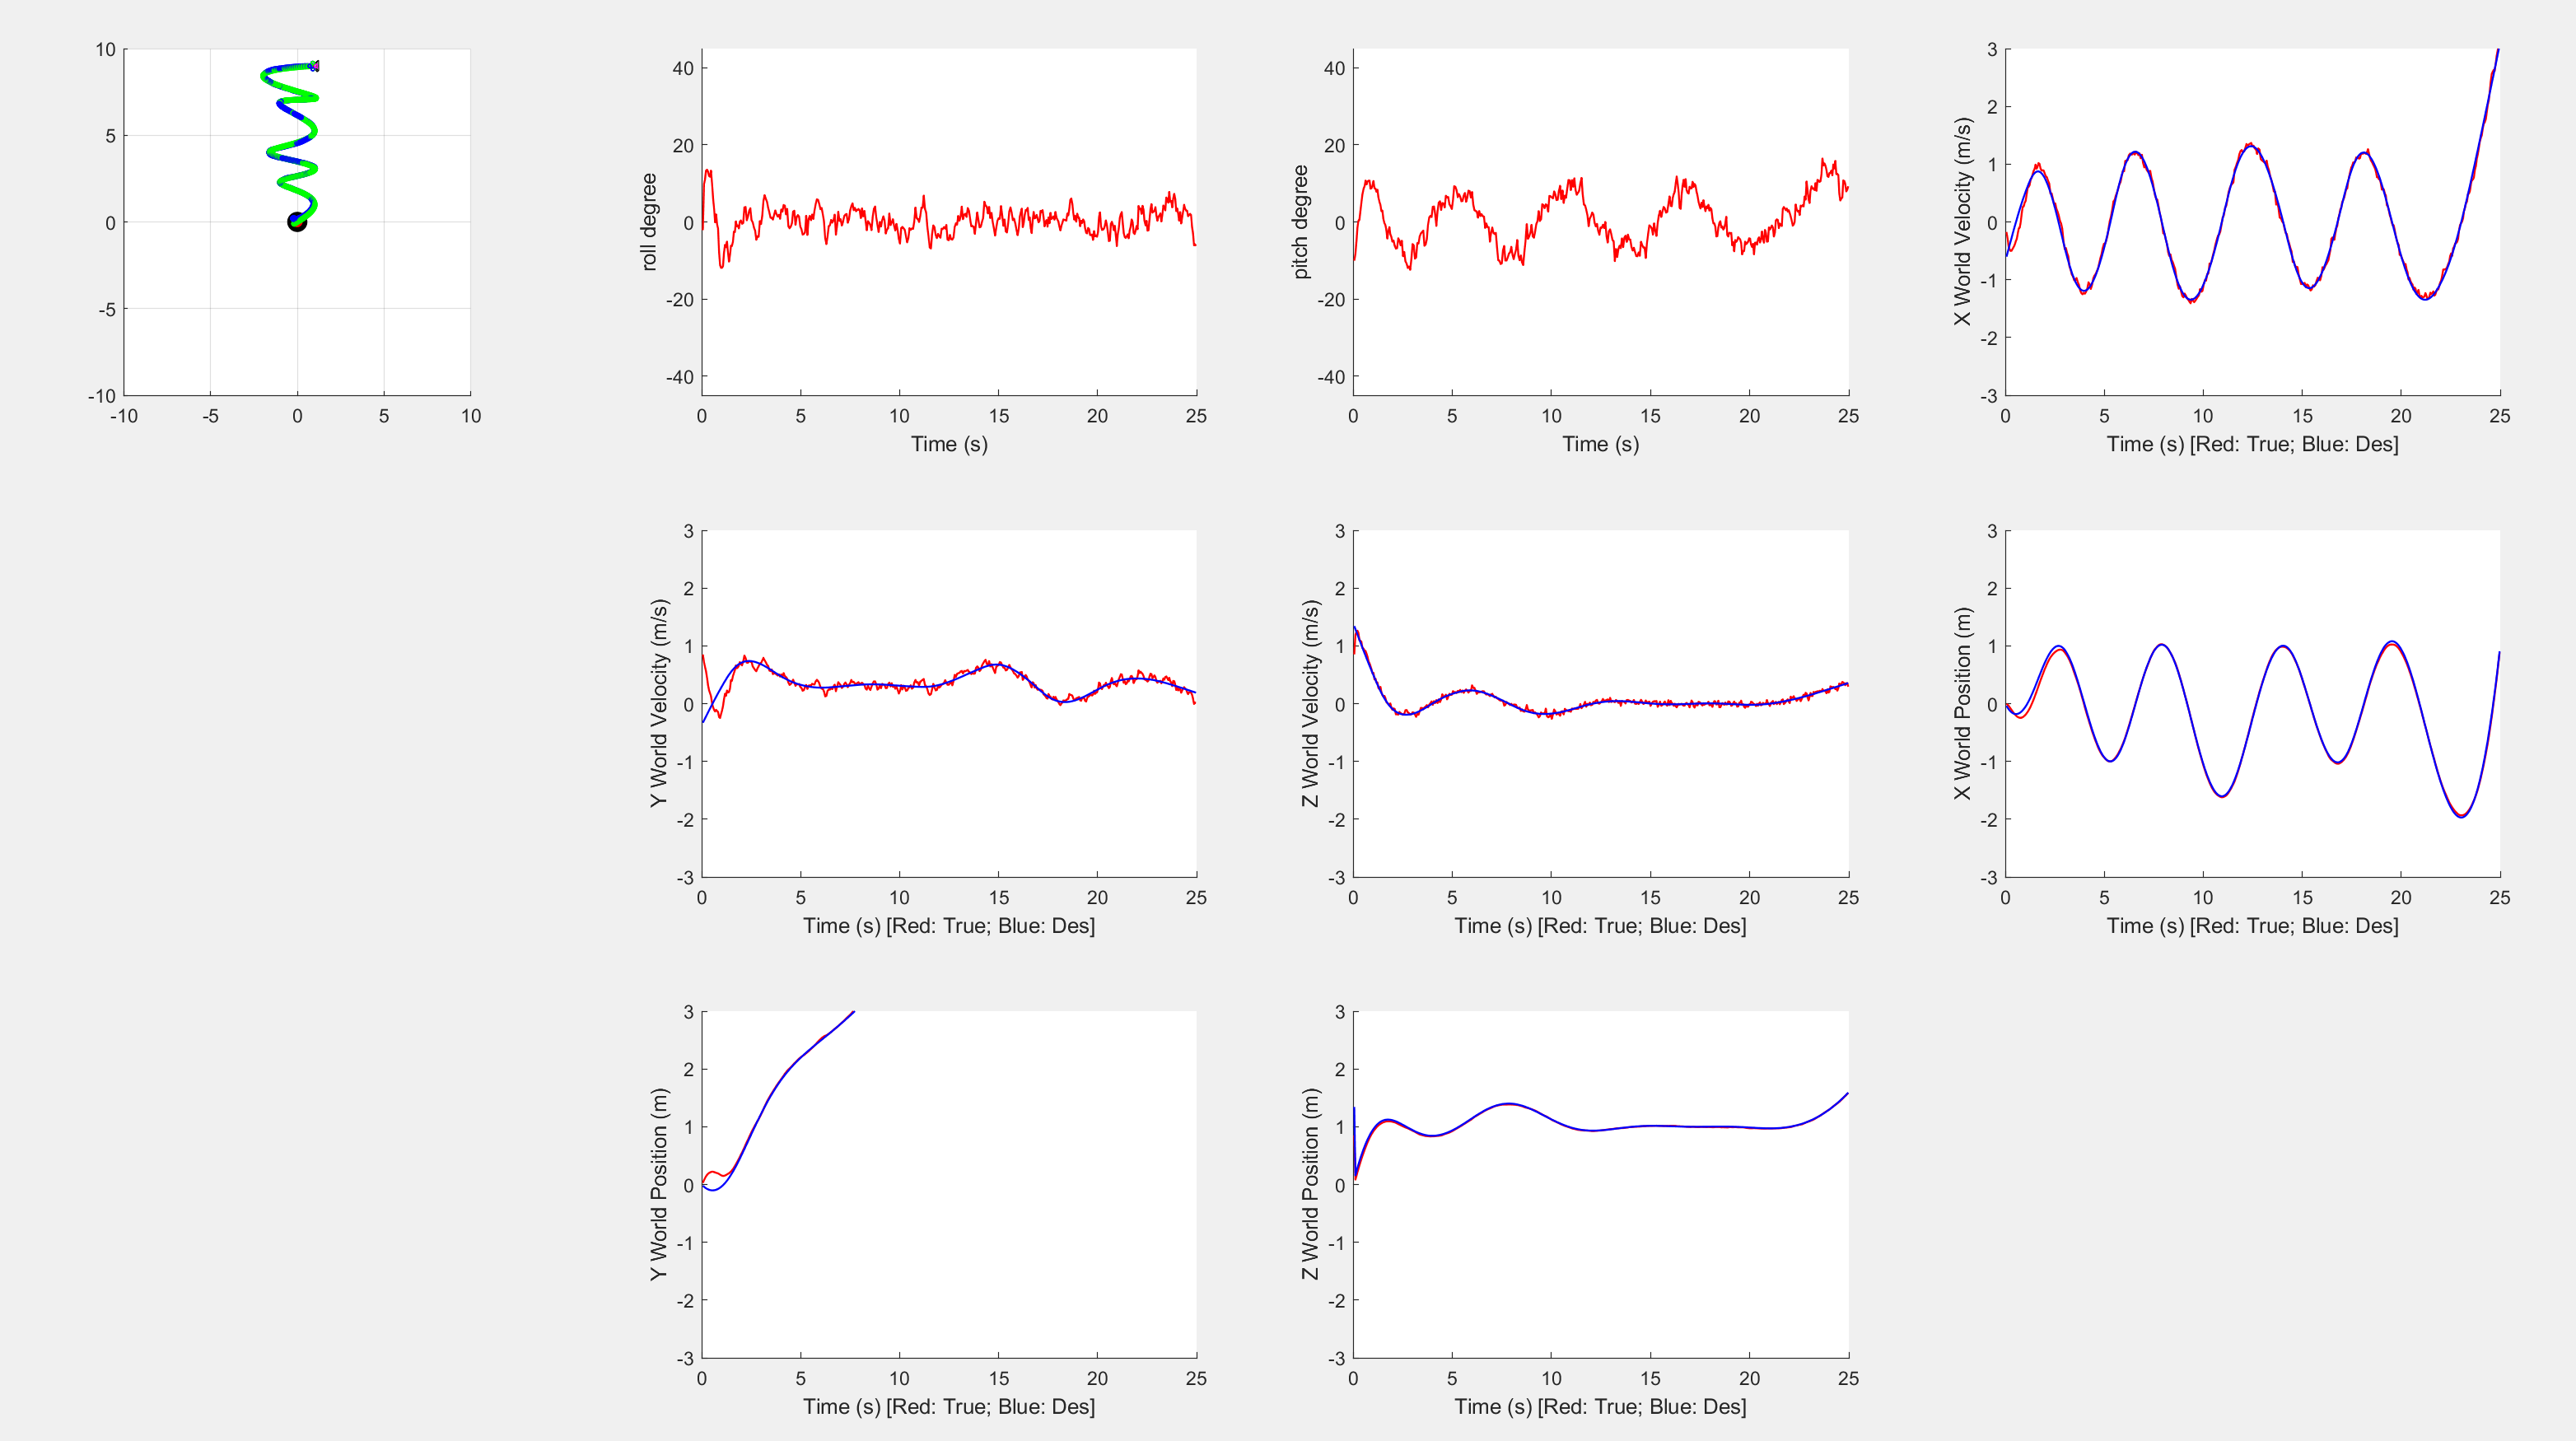 10
5
0
-5
-10
-10 -5 0 5 10
roll degree
40
20
0
-20
-40
0 5 10 15 20 25
Time (s)
pitch degree
40
20
0
-20
-40
0 5 10 15 20 25
Time (s)
X World Velocity (m/s)
3
2
1
0
-1
-2
-3
0 5 10 15 20 25
Time (s) [Red: True; Blue: Des]
Y World Velocity (m/s)
3
2
1
0
-1
-2
-3
0 5 10 15 20 25
Time (s) [Red: True; Blue: Des]
Z World Velocity (m/s)
3
2
1
0
-1
-2
-3
0 5 10 15 20 25
Time (s) [Red: True; Blue: Des]
X World Position (m)
3
2
1
0
-1
-2
-3
0 5 10 15 20 25
Time (s) [Red: True; Blue: Des]
Y World Position (m)
3
2
1
0
-1
-2
-3
0 5 10 15 20 25
Time (s) [Red: True; Blue: Des]
Z World Position (m)
3
2
1
0
-1
-2
-3
0 5 10 15 20 25
Time (s) [Red: True; Blue: Des]